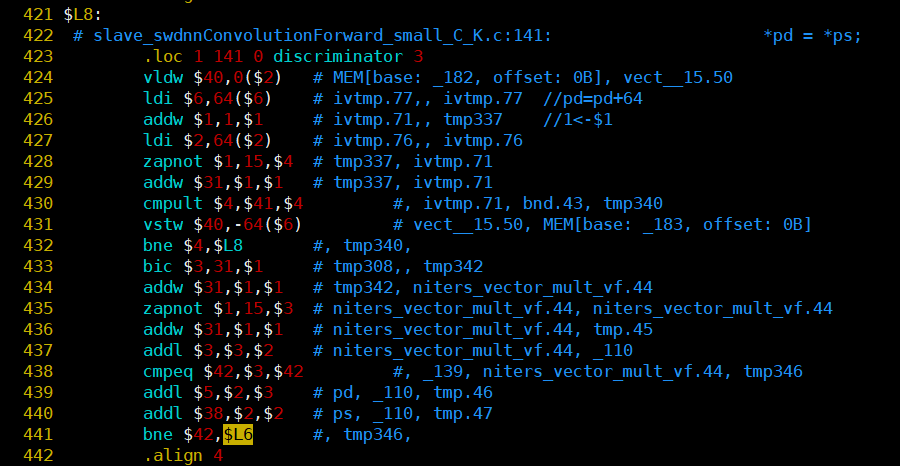 421 $L8:
422 # slave_swdnnConvolutionForward_small_C_K.c:141: *pd = *ps;
423 .loc 1 141 0 discriminator 3
424 vldw $40,0($2) # MEM[base: _182, offset: 0B], vect__15.50
425 ldi $6,64($6) # ivtmp.77,, ivtmp.77 //pd=pd+64
426 addw $1,1,$1 # ivtmp.71,, tmp337 //1<-$1
427 ldi $2,64($2) # ivtmp.76,, ivtmp.76
428 zapnot $1,15,$4 # tmp337, ivtmp.71
429 addw $31,$1,$1 # tmp337, ivtmp.71
430 cmpult $4,$41,$4 #, ivtmp.71, bnd.43, tmp340
431 vstw $40,-64($6) # vect__15.50, MEM[base: _183, offset: 0B]
432 bne $4,$L8 #, tmp340,
433 bic $3,31,$1 # tmp308,, tmp342
434 addw $31,$1,$1 # tmp342, niters_vector_mult_vf.44
435 zapnot $1,15,$3 # niters_vector_mult_vf.44, niters_vector_mult_vf.44
436 addw $31,$1,$1 # niters_vector_mult_vf.44, tmp.45
437 addl $3,$3,$2 # niters_vector_mult_vf.44, _110
438 cmpeq $42,$3,$42 #, _139, niters_vector_mult_vf.44, tmp346
439 addl $5,$2,$3 # pd, _110, tmp.46
440 addl $38,$2,$2 # ps, _110, tmp.47
441 bne $42,$L6 #, tmp346,
442 .align 4